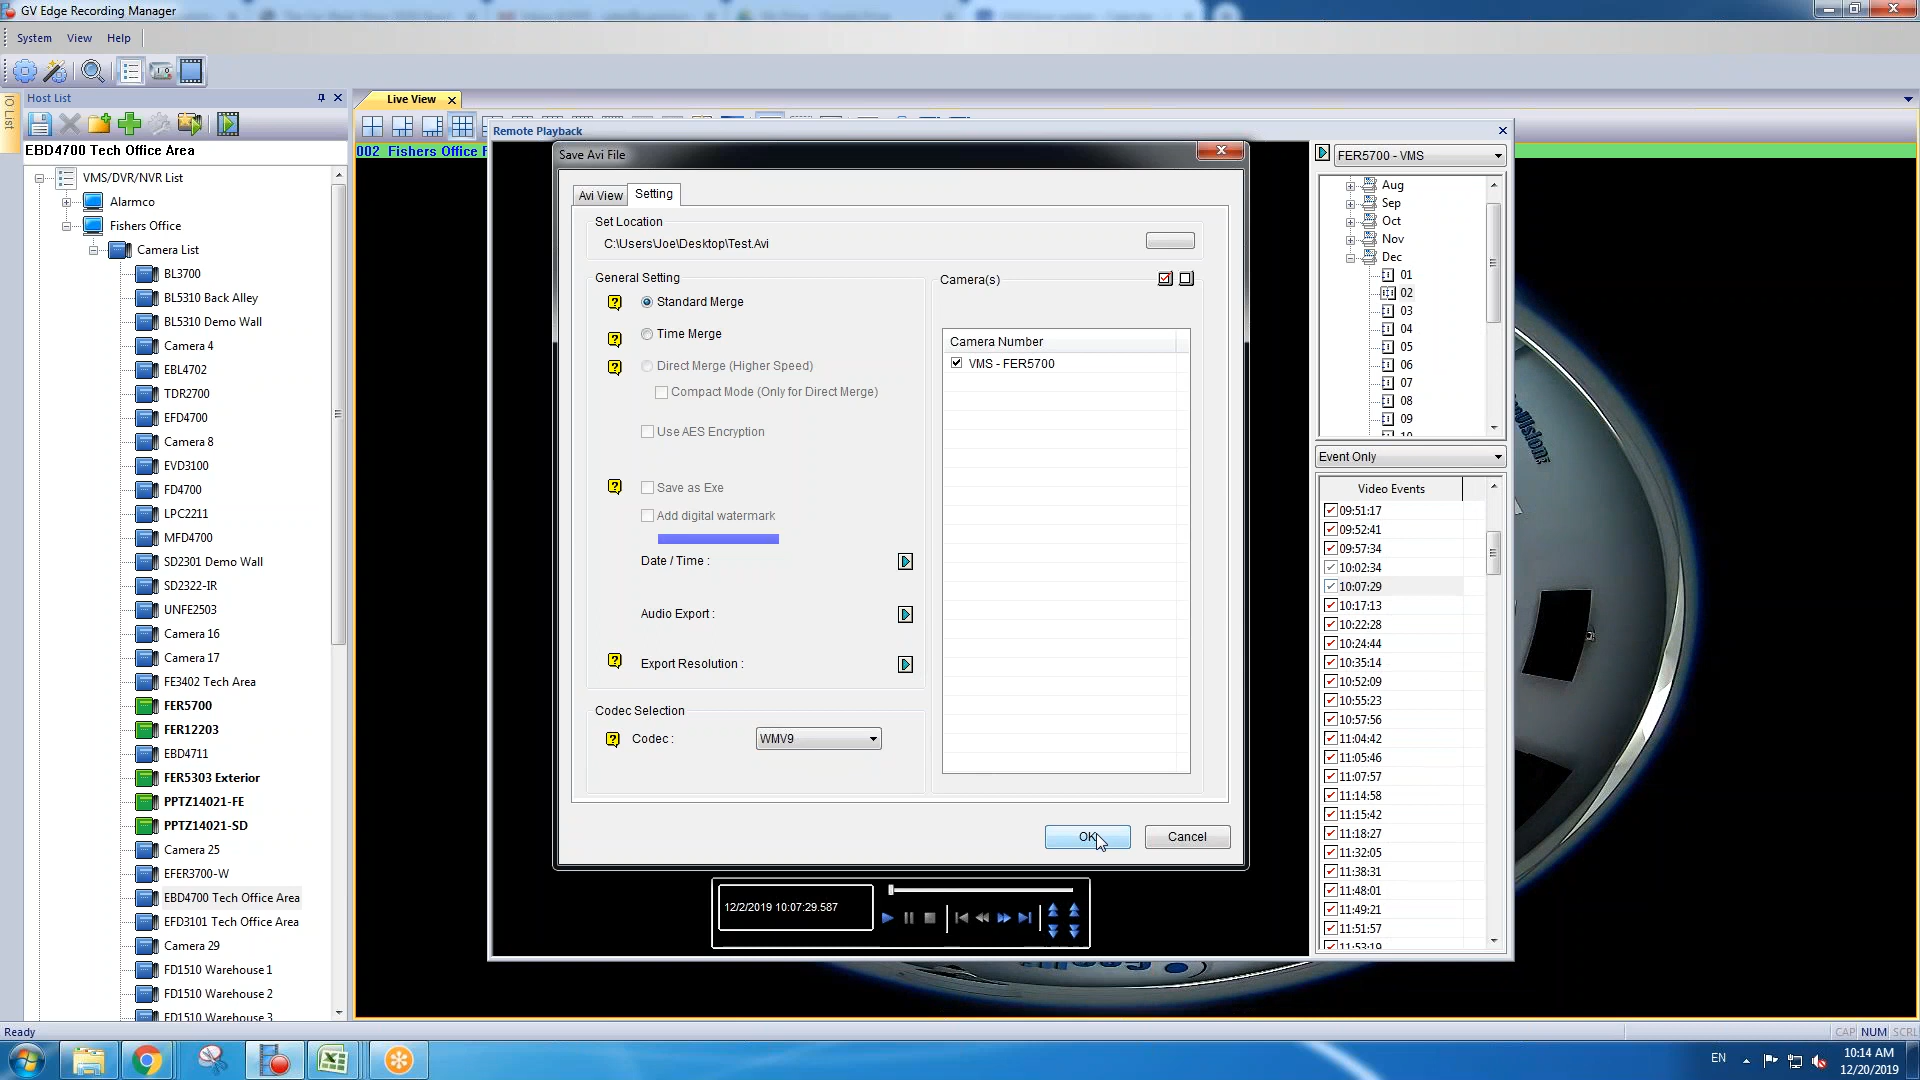 GV Edge Recording Manager
System View Help
Host List
IO List
Live View
EBD4700 Tech Office Area
002 Fishers Office F
VMS/DVR/NVR List
Alarmco
Fishers Office
Camera List
BL3700
BL5310 Back Alley
BL5310 Demo Wall
Camera 4
EBL4702
TDR2700
EFD4700
Camera 8
EVD3100
FD4700
LPC2211
MFD4700
SD2301 Demo Wall
SD2322-IR
UNFE2503
Camera 16
Camera 17
FE3402 Tech Area
FER5700
FER12203
EBD4711
FER5303 Exterior
PPTZ14021-FE
PPTZ14021-SD
Camera 25
EFER3700-W
EBD4700 Tech Office Area
EFD3101 Tech Office Area
Camera 29
FD1510 Warehouse 1
FD1510 Warehouse 2
FD1510 Warehouse 3
Remote Playback
Save Avi File
Avi View
Setting
Set Location
C:\Users\Joe\Desktop\Test.Avi
General Setting
Standard Merge
Time Merge
Direct Merge (Higher Speed)
Compact Mode (Only for Direct Merge)
Use AES Encryption
Save as Exe
Add digital watermark
Date / Time :
Audio Export :
Export Resolution :
Codec Selection
Codec :
WMV9
Camera(s)
Camera Number
VMS - FER5700
OK
Cancel
12/2/2019 10:07:29.587
FER5700 - VMS
Aug
Sep
Oct
Nov
Dec
01
02
03
04
05
06
07
08
09
10
Event Only
Video Events
09:51:17
09:52:41
09:57:34
10:02:34
10:07:29
10:17:13
10:22:28
10:24:44
10:35:14
10:52:09
10:55:23
10:57:56
11:04:42
11:05:46
11:07:57
11:14:58
11:15:42
11:18:27
11:32:05
11:38:31
11:48:01
11:49:21
11:51:57
11:53:19
Ready
CAP NUM SCRL
EN
10:14 AM
12/20/2019